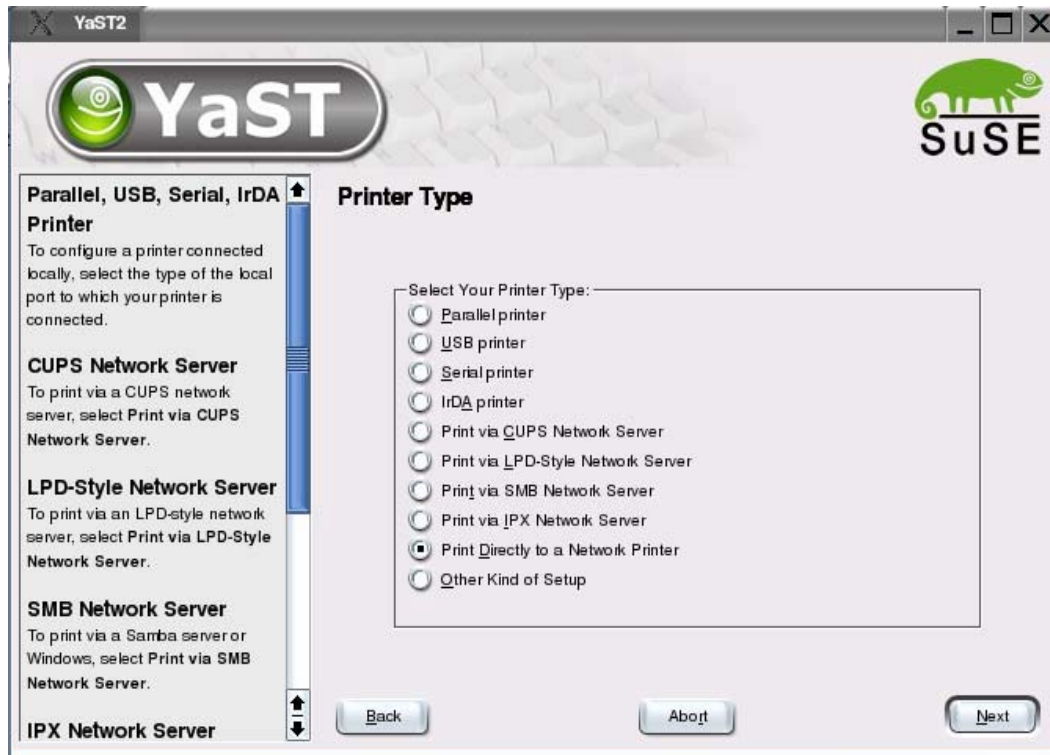 YaST2
YaST
SuSE
Parallel, USB, Serial, IrDA
Printer
To configure a printer connected
locally, select the type of the local
port to which your printer is
connected.
CUPS Network Server
To print via a CUPS network
server, select Print via CUPS
Network Server.
LPD-Style Network Server
To print via an LPD-style network
server, select Print via LPD-Style
Network Server.
SMB Network Server
To print via a Samba server or
Windows, select Print via SMB
Network Server.
IPX Network Server
Printer Type
Select Your Printer Type:
Parallel printer
USB printer
Serial printer
IrDA printer
Print via CUPS Network Server
Print via LPD-Style Network Server
Print via SMB Network Server
Print via IPX Network Server
Print Directly to a Network Printer
Other Kind of Setup
Back
Abort
Next